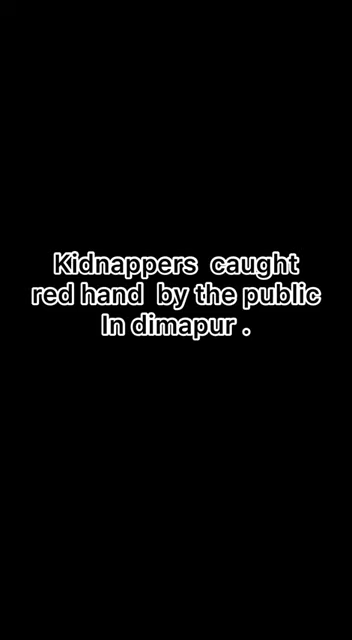 Kidnappers caught
red hand by the public
In dimapur .